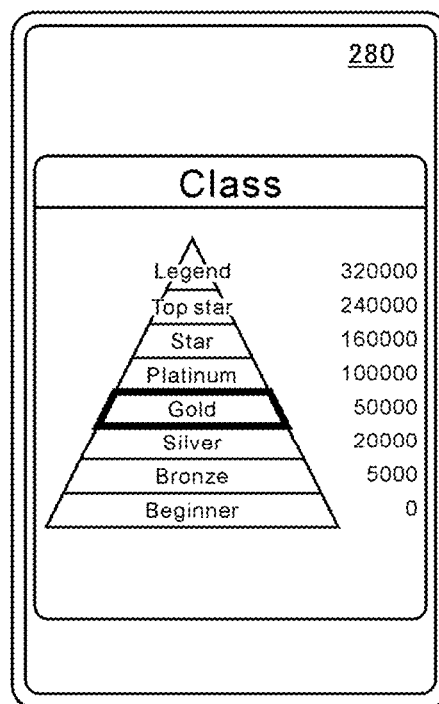 280
Class
Legend 320000
Top star 240000
Star 160000
Platinum 100000
Gold 50000
Silver 20000
Bronze 5000
Beginner 0